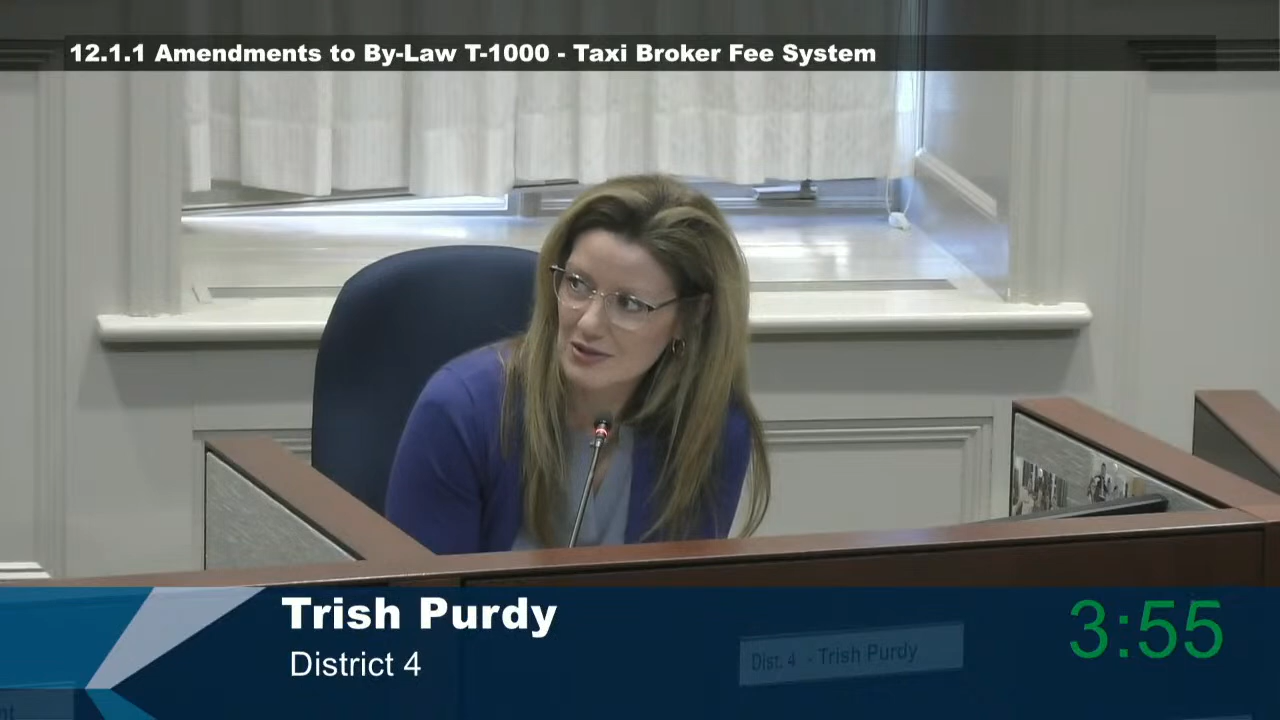 12.1.1 Amendments to By-Law T-1000 - Taxi Broker Fee System
Trish Purdy
District 4
3:55
Dist. 4 - Trish Purdy
nt